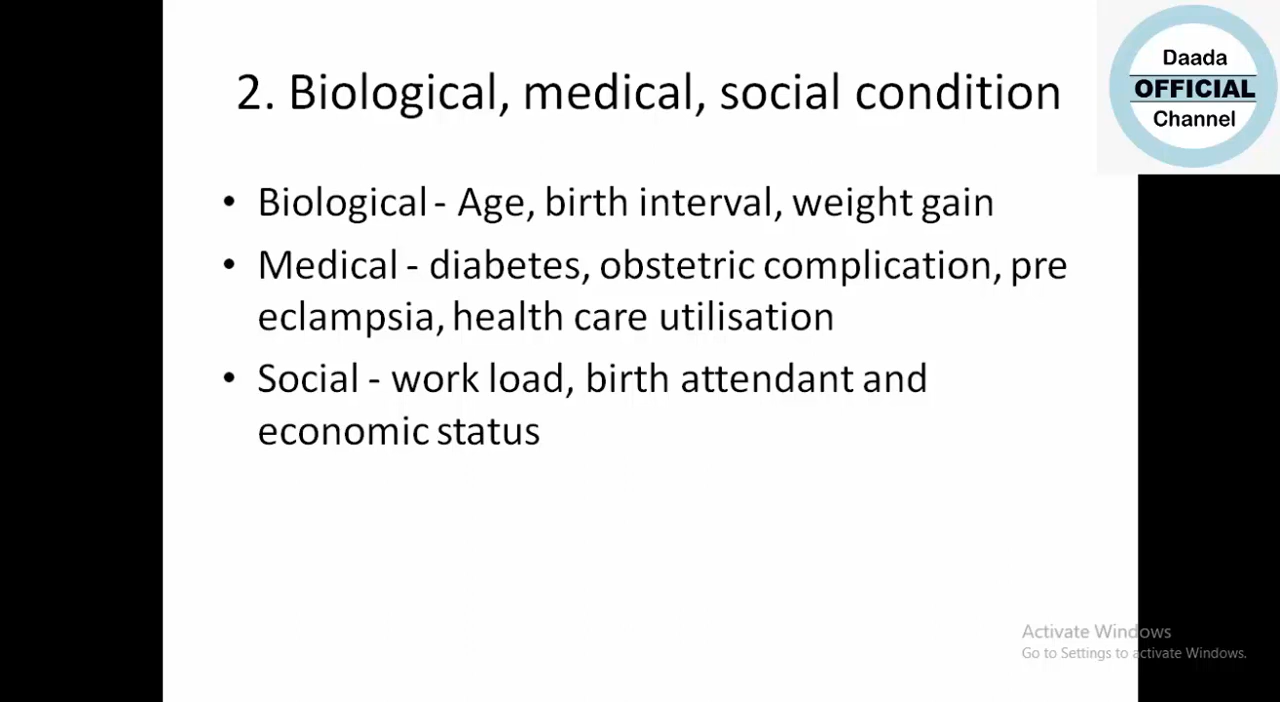 2. Biological, medical, social condition
Daada
OFFICIAL
Channel
• Biological - Age, birth interval, weight gain
• Medical - diabetes, obstetric complication, pre
eclampsia, health care utilisation
• Social - work load, birth attendant and
economic status
Activate Windows
Go to Settings to activate Windows.